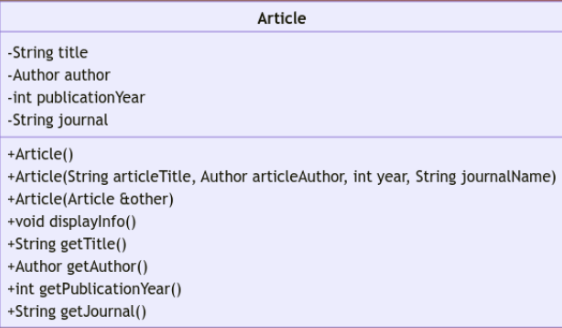 Article
-String title
-Author author
-int publicationYear
-String journal
+Article()
+Article(String articleTitle, Author articleAuthor, int year, String journalName)
+Article(Article &other)
+void displayInfo()
+String getTitle()
+Author getAuthor()
+int getPublicationYear()
+String getJournal()